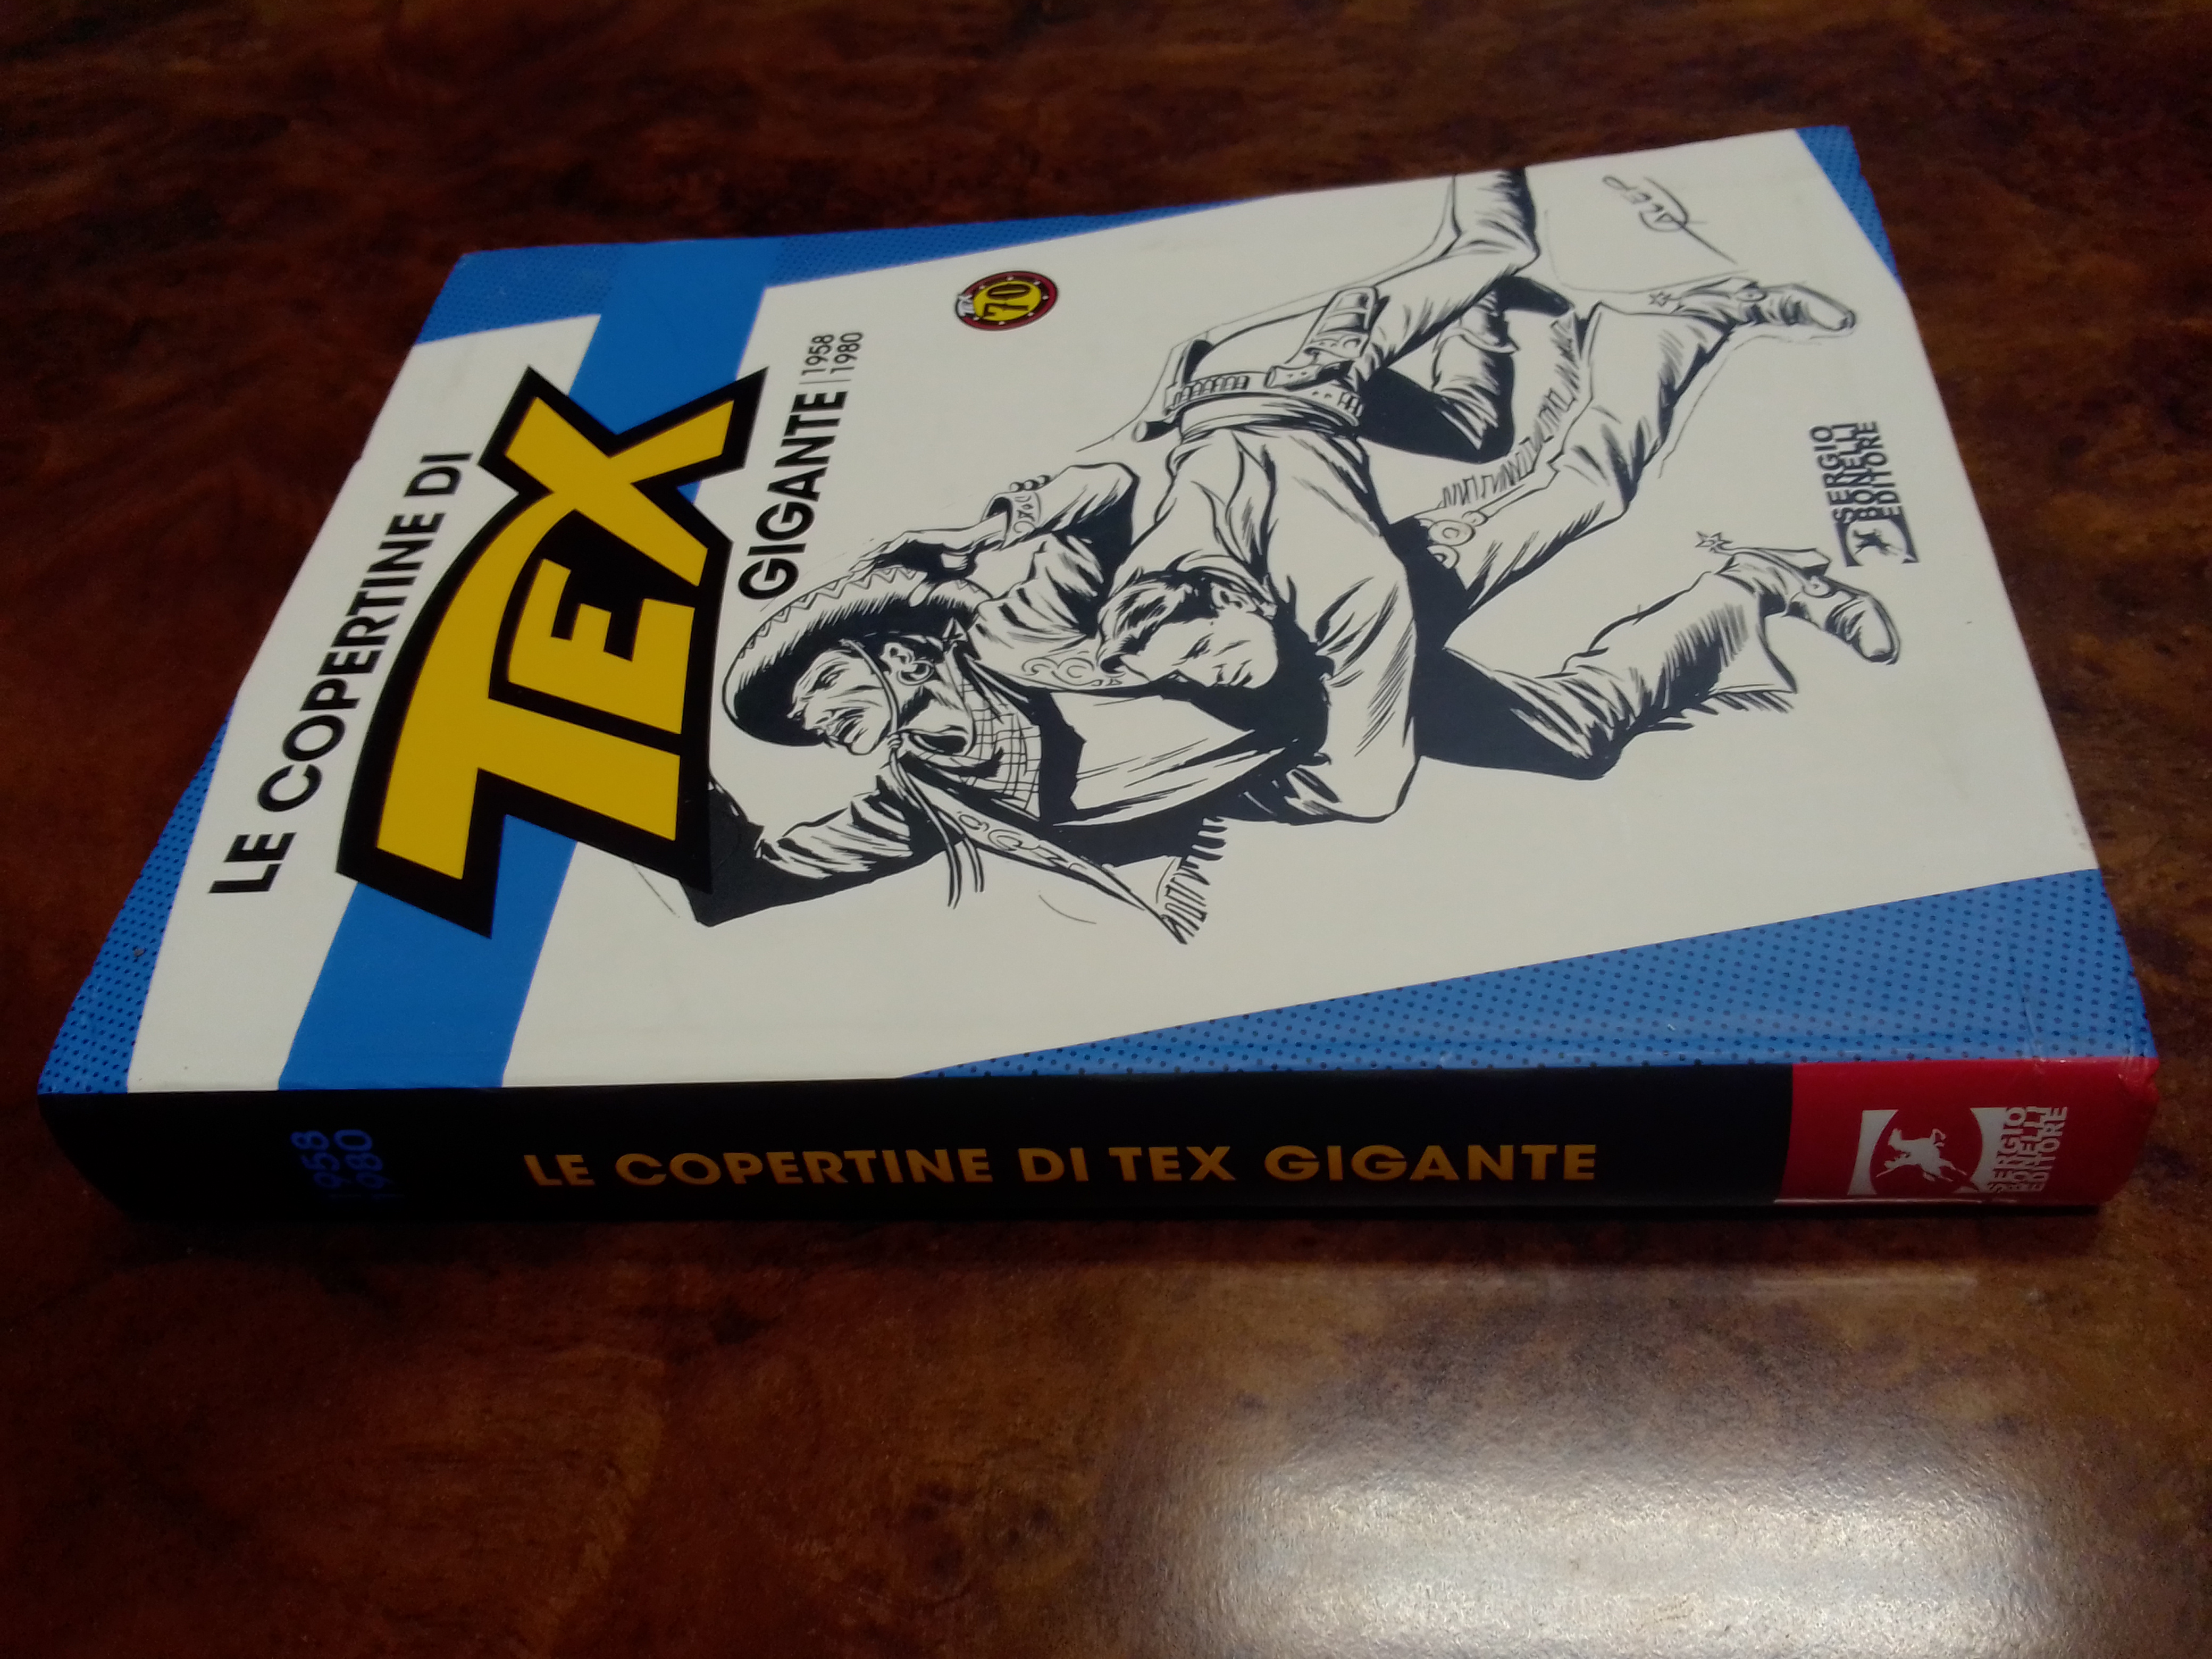 LE COPERTINE DI
TEX
GIGANTE 1958
1980
TEX
70
SERGIO
BONELLI
EDITORE
1958
1980
LE COPERTINE DI TEX GIGANTE
SERGIO
BONELLI
EDITORE